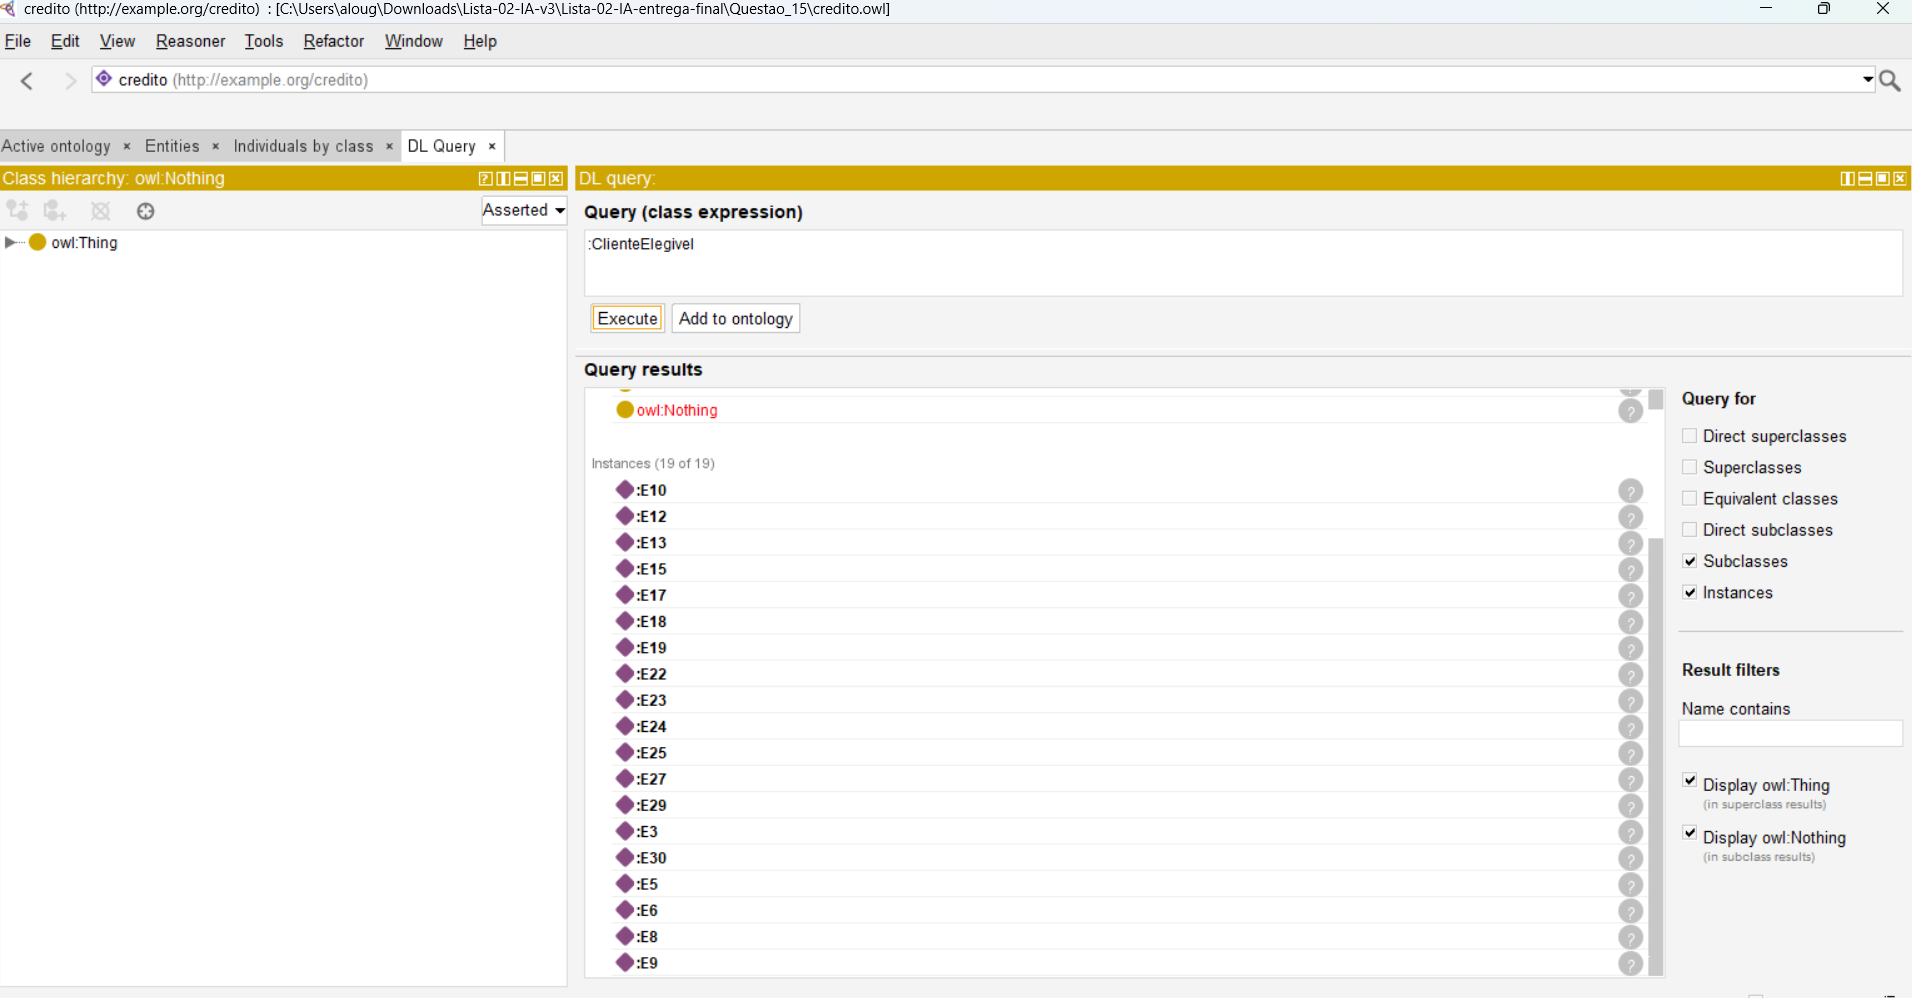 credito (http://example.org/credito) : [C:\Users\aloug\Downloads\Lista-02-IA-v3\Lista-02-IA-entrega-final\Questao_15\credito.owl]
File Edit View Reasoner Tools Refactor Window Help
credito (http://example.org/credito)
Active ontology × Entities × Individuals by class × DL Query ×
Class hierarchy: owl:Nothing
Asserted
owl:Thing
DL query:
Query (class expression)
:ClienteElegivel
Execute Add to ontology
Query results
owl:Nothing
?
Instances (19 of 19)
:E10 ?
:E12 ?
:E13 ?
:E15 ?
:E17 ?
:E18 ?
:E19 ?
:E22 ?
:E23 ?
:E24 ?
:E25 ?
:E27 ?
:E29 ?
:E3 ?
:E30 ?
:E5 ?
:E6 ?
:E8 ?
:E9 ?
Query for
Direct superclasses
Superclasses
Equivalent classes
Direct subclasses
Subclasses
Instances
Result filters
Name contains
Display owl:Thing
(in superclass results)
Display owl:Nothing
(in subclass results)